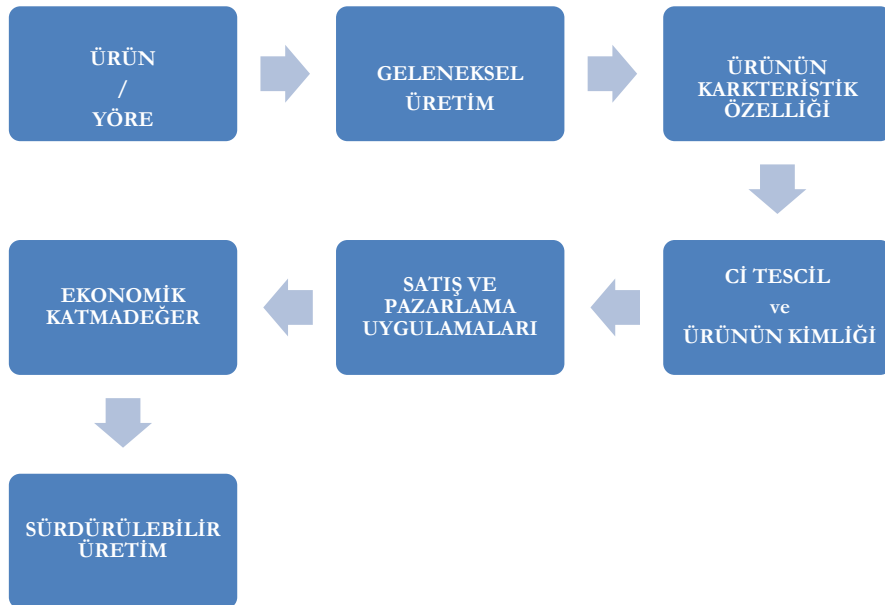 ÜRÜN
/
YÖRE
GELENEKSEL
ÜRETİM
ÜRÜNÜN
KARKTERİSTİK
ÖZELLİĞİ
Cİ TESCİL
ve
ÜRÜNÜN KİMLİĞİ
SATIŞ VE
PAZARLAMA
UYGULAMALARI
EKONOMİK
KATMADEĞER
SÜRDÜRÜLEBİLİR
ÜRETİM